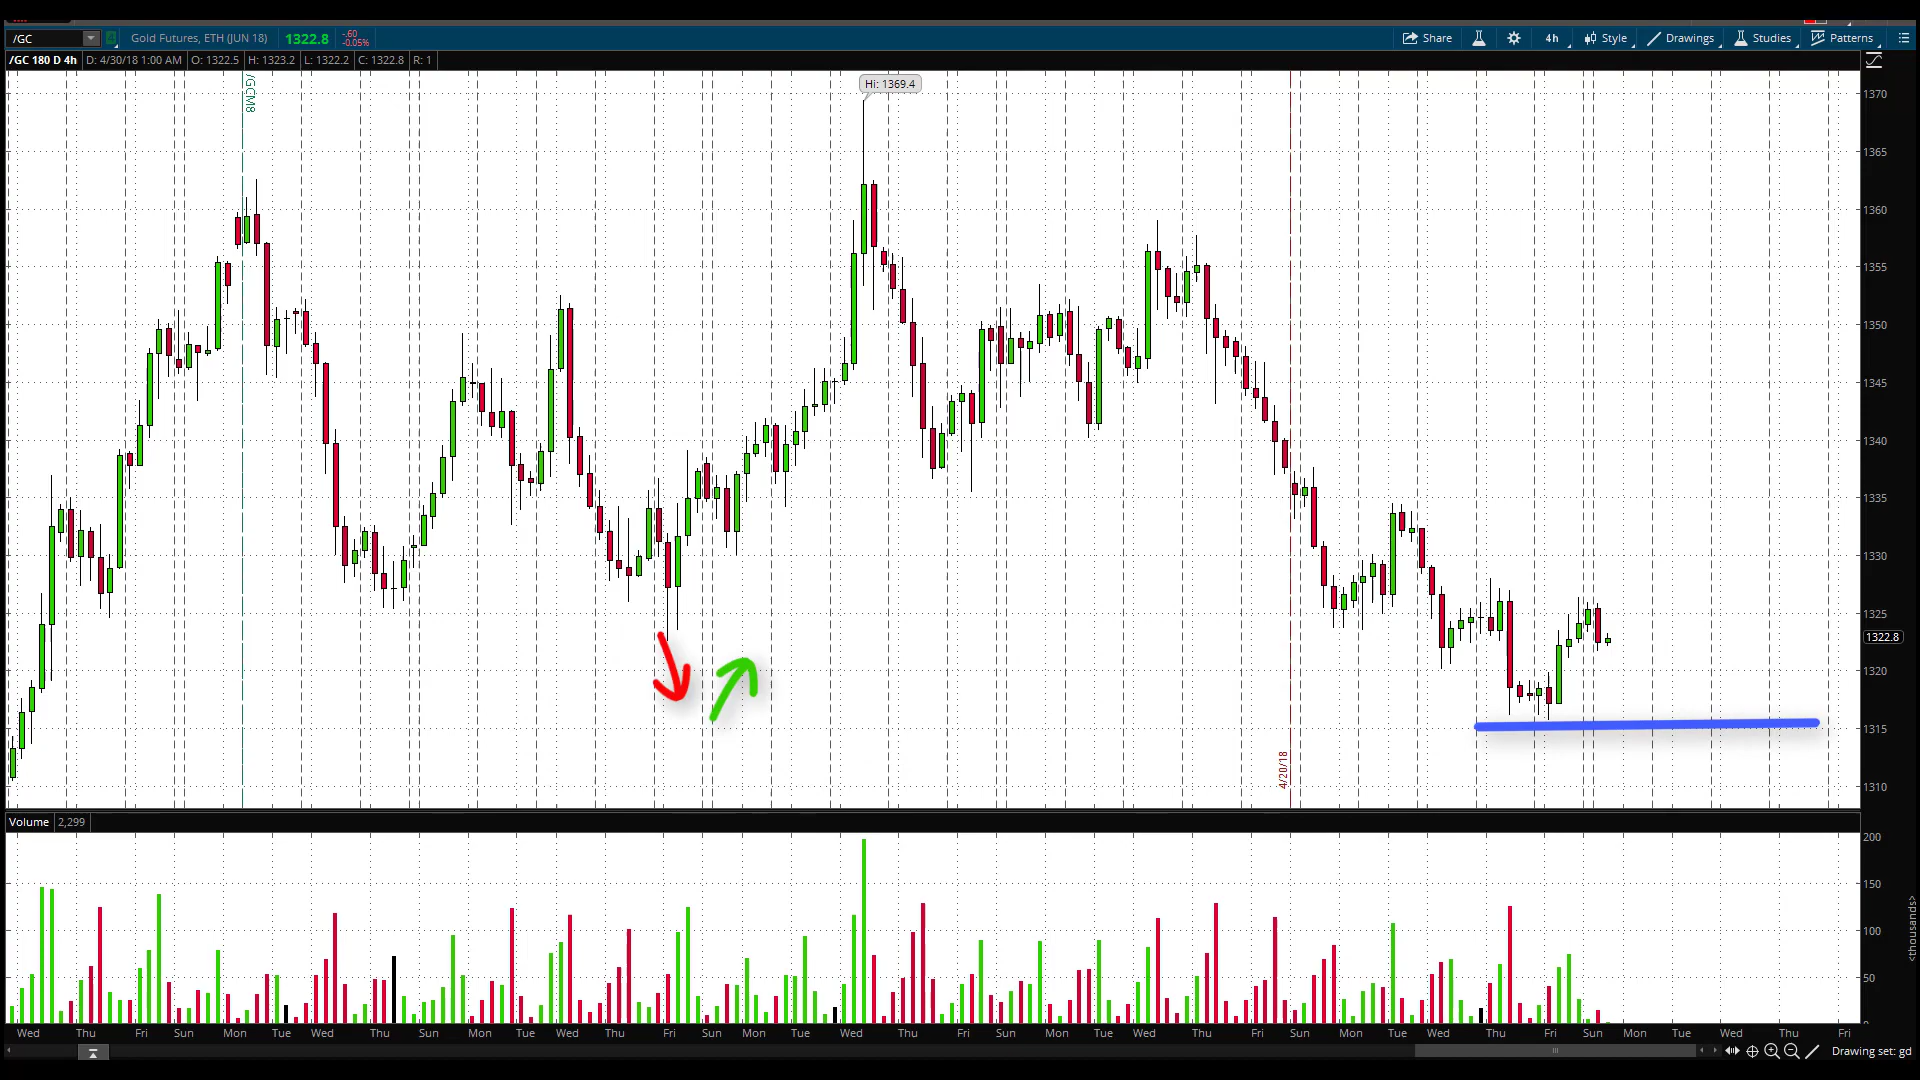 /GC Gold Futures, ETH (JUN 18) 1322.8 -.60 -0.05% Share 4h Style Drawings Studies Patterns
/GC 180 D 4h D: 4/30/18 1:00 AM O: 1322.5 H: 1323.2 L: 1322.2 C: 1322.8 R: 1
/GCM8
Hi: 1369.4
1370
1365
1360
1355
1350
1345
1340
1335
1330
1325
1322.8
1320
1315
1310
4/20/18
Volume 2,299
200
150
100
50
<thousands>
Wed Thu Fri Sun Mon Tue Wed Thu Sun Mon Tue Wed Thu Fri Sun Mon Tue Wed Thu Fri Sun Mon Tue Wed Thu Fri Sun Mon Tue Wed Thu Fri Sun Mon Tue Wed Thu Fri
Drawing set: gd